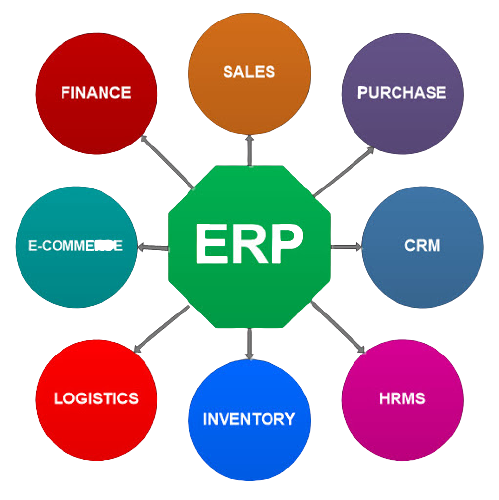 SALES
FINANCE
PURCHASE
ERP
CRM
LOGISTICS
HRMS
INVENTORY